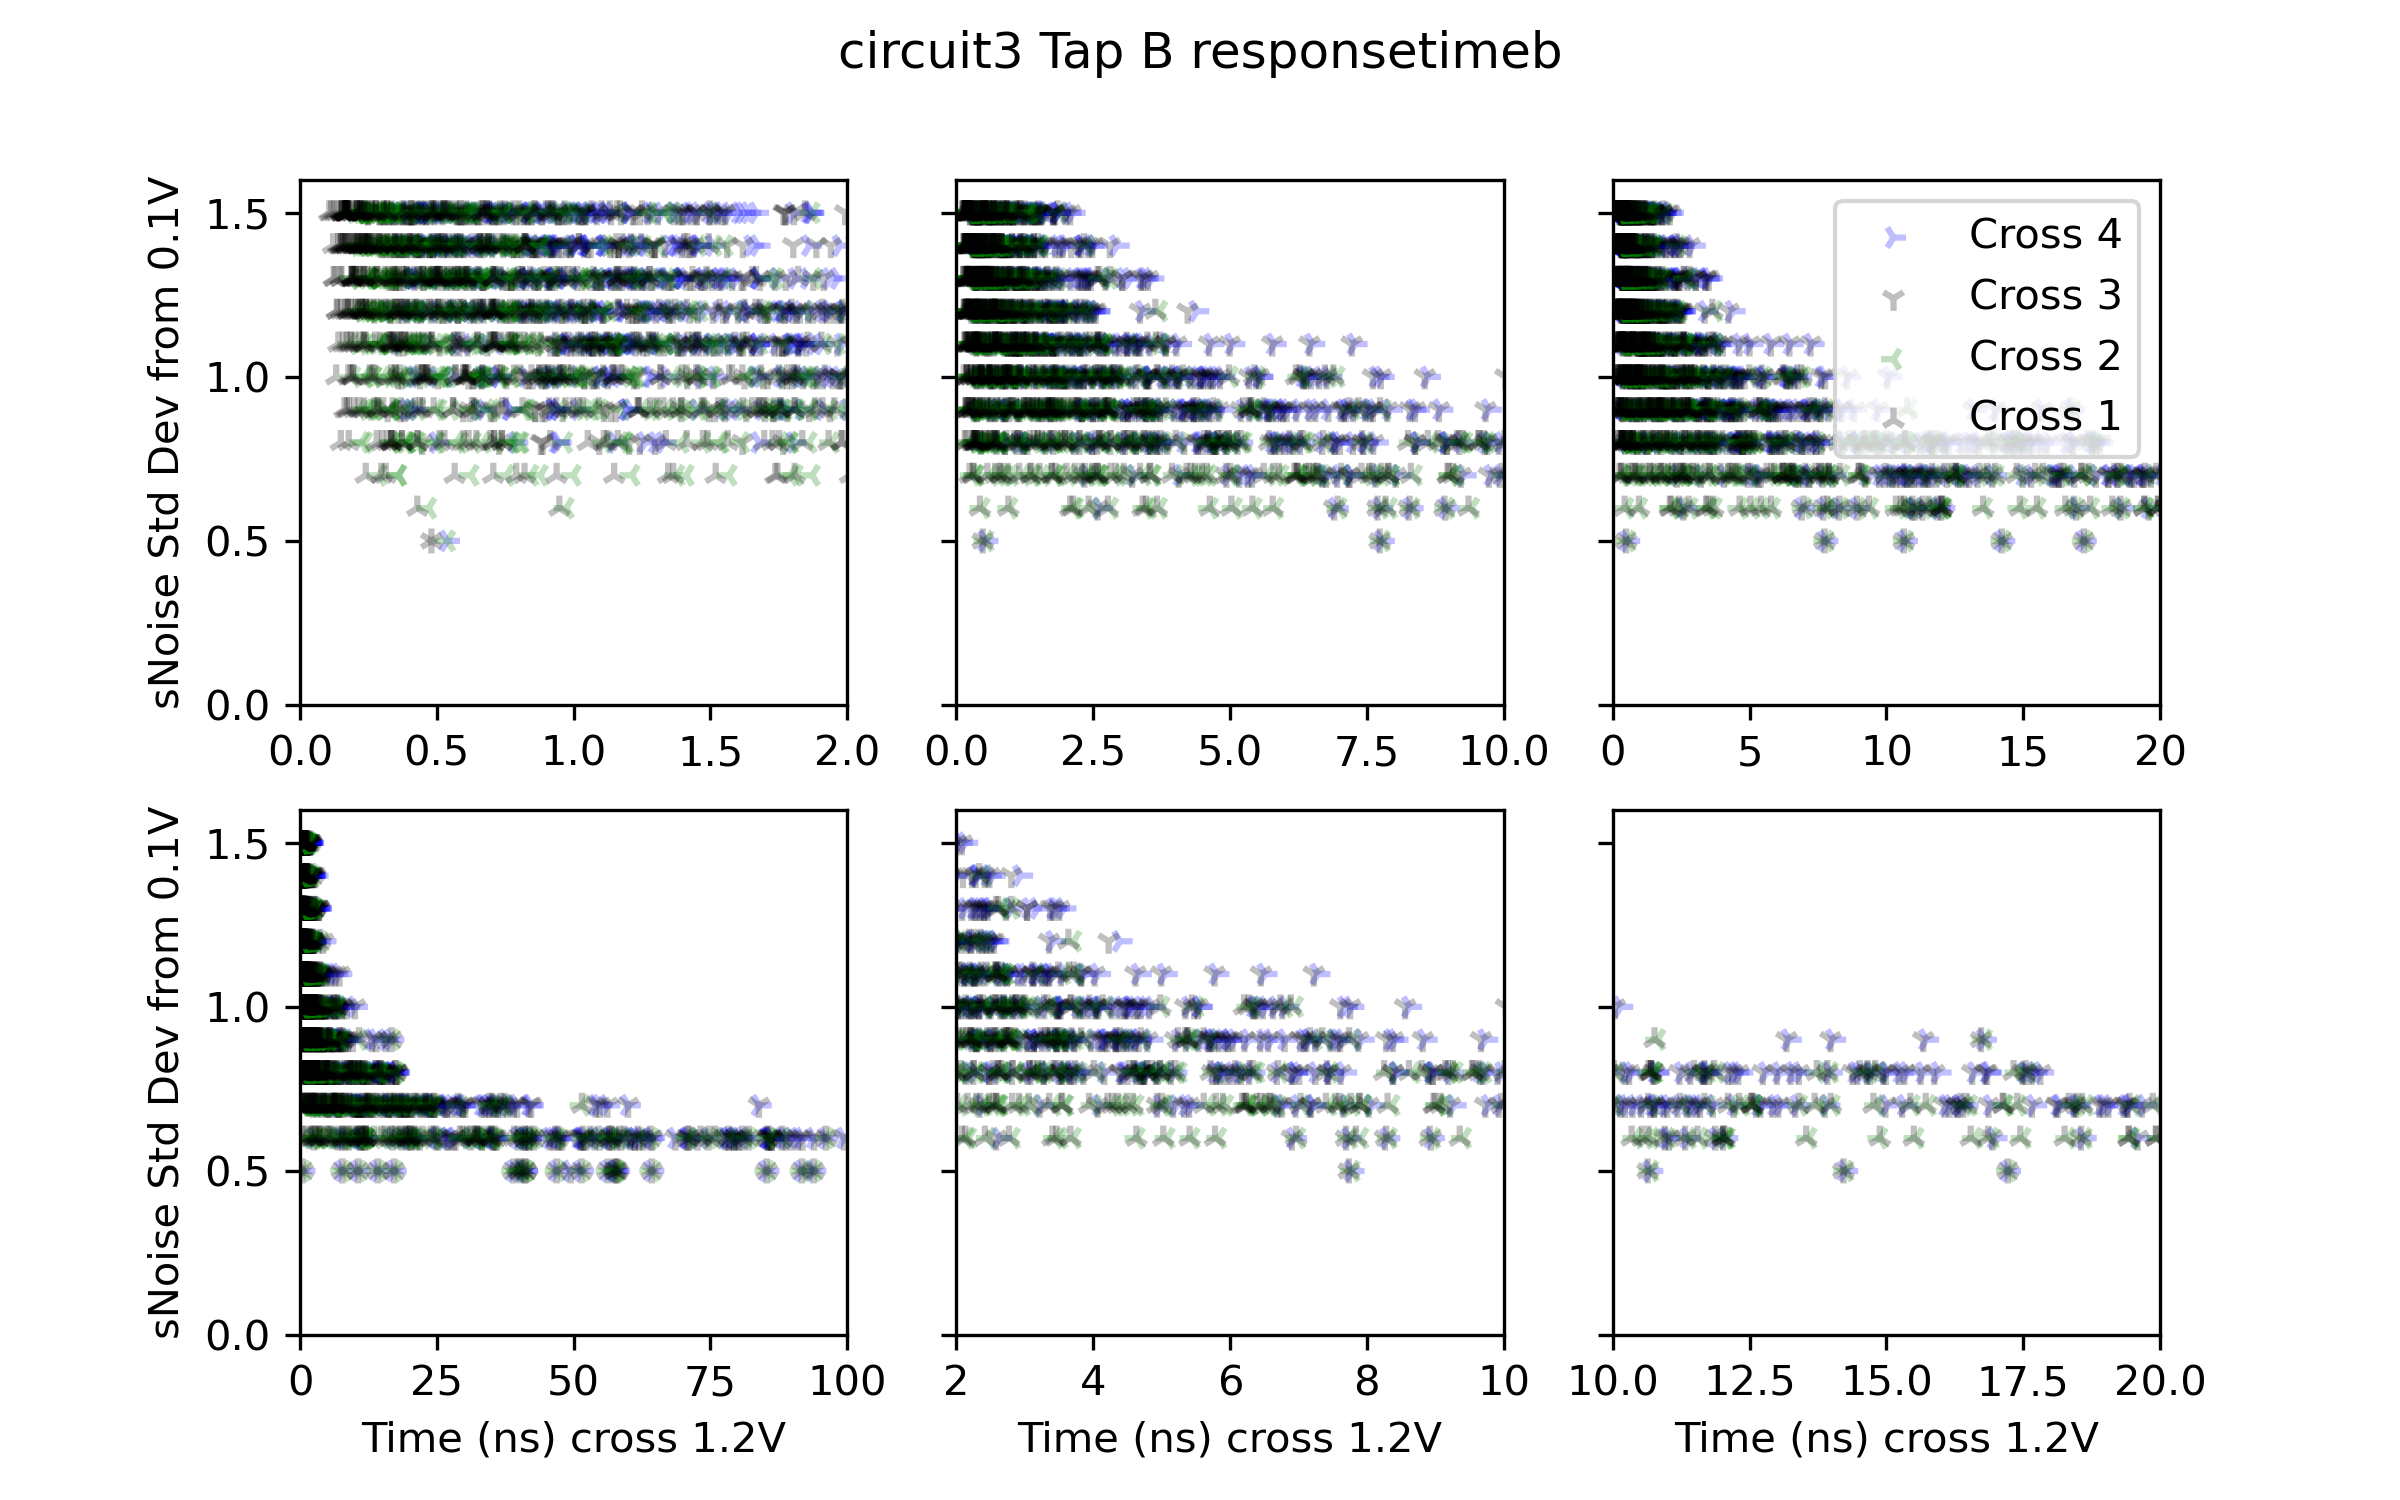 circuit3 Tap B responsetimeb
sNoise Std Dev from 0.1V
1.5
1.0
0.5
0.0
0.0 0.5 1.0 1.5 2.0
0.0 2.5 5.0 7.5 10.0
Cross 4
Cross 3
Cross 2
Cross 1
0 5 10 15 20
sNoise Std Dev from 0.1V
1.5
1.0
0.5
0.0
0 25 50 75 100
Time (ns) cross 1.2V
2 4 6 8 10
Time (ns) cross 1.2V
10.0 12.5 15.0 17.5 20.0
Time (ns) cross 1.2V